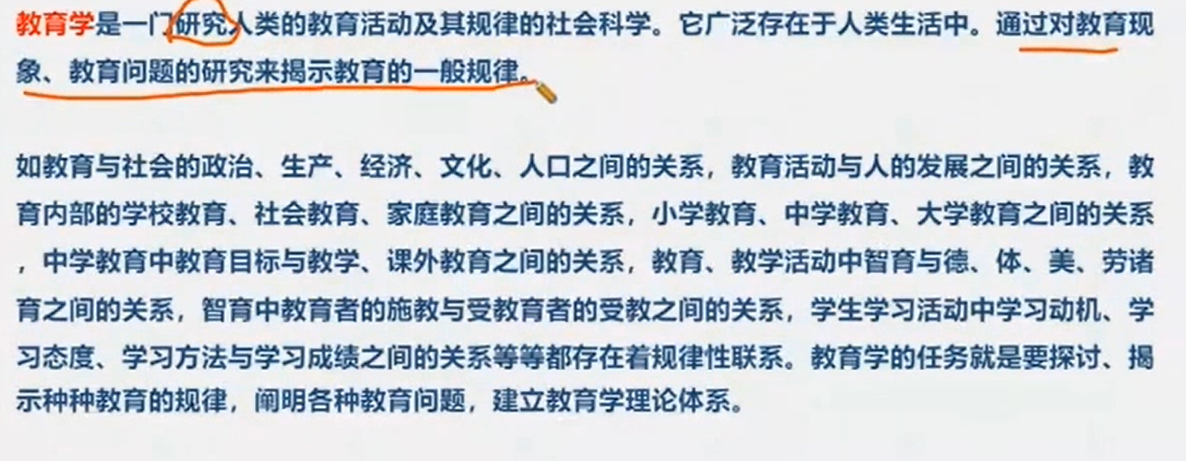 教育学是一门研究人类的教育活动及其规律的社会科学。它广泛存在于人类生活中。通过对教育现
象、教育问题的研究来揭示教育的一般规律。
如教育与社会的政治、生产、经济、文化、人口之间的关系，教育活动与人的发展之间的关系，教
育内部的学校教育、社会教育、家庭教育之间的关系，小学教育、中学教育、大学教育之间的关系
，中学教育中教育目标与教学、课外教育之间的关系，教育、教学活动中智育与德、体、美、劳诸
育之间的关系，智育中教育者的施教与受教育者的受教之间的关系，学生学习活动中学习动机、学
习态度、学习方法与学习成绩之间的关系等等都存在着规律性联系。教育学的任务就是要探讨、揭
示种种教育的规律，阐明各种教育问题，建立教育学理论体系。